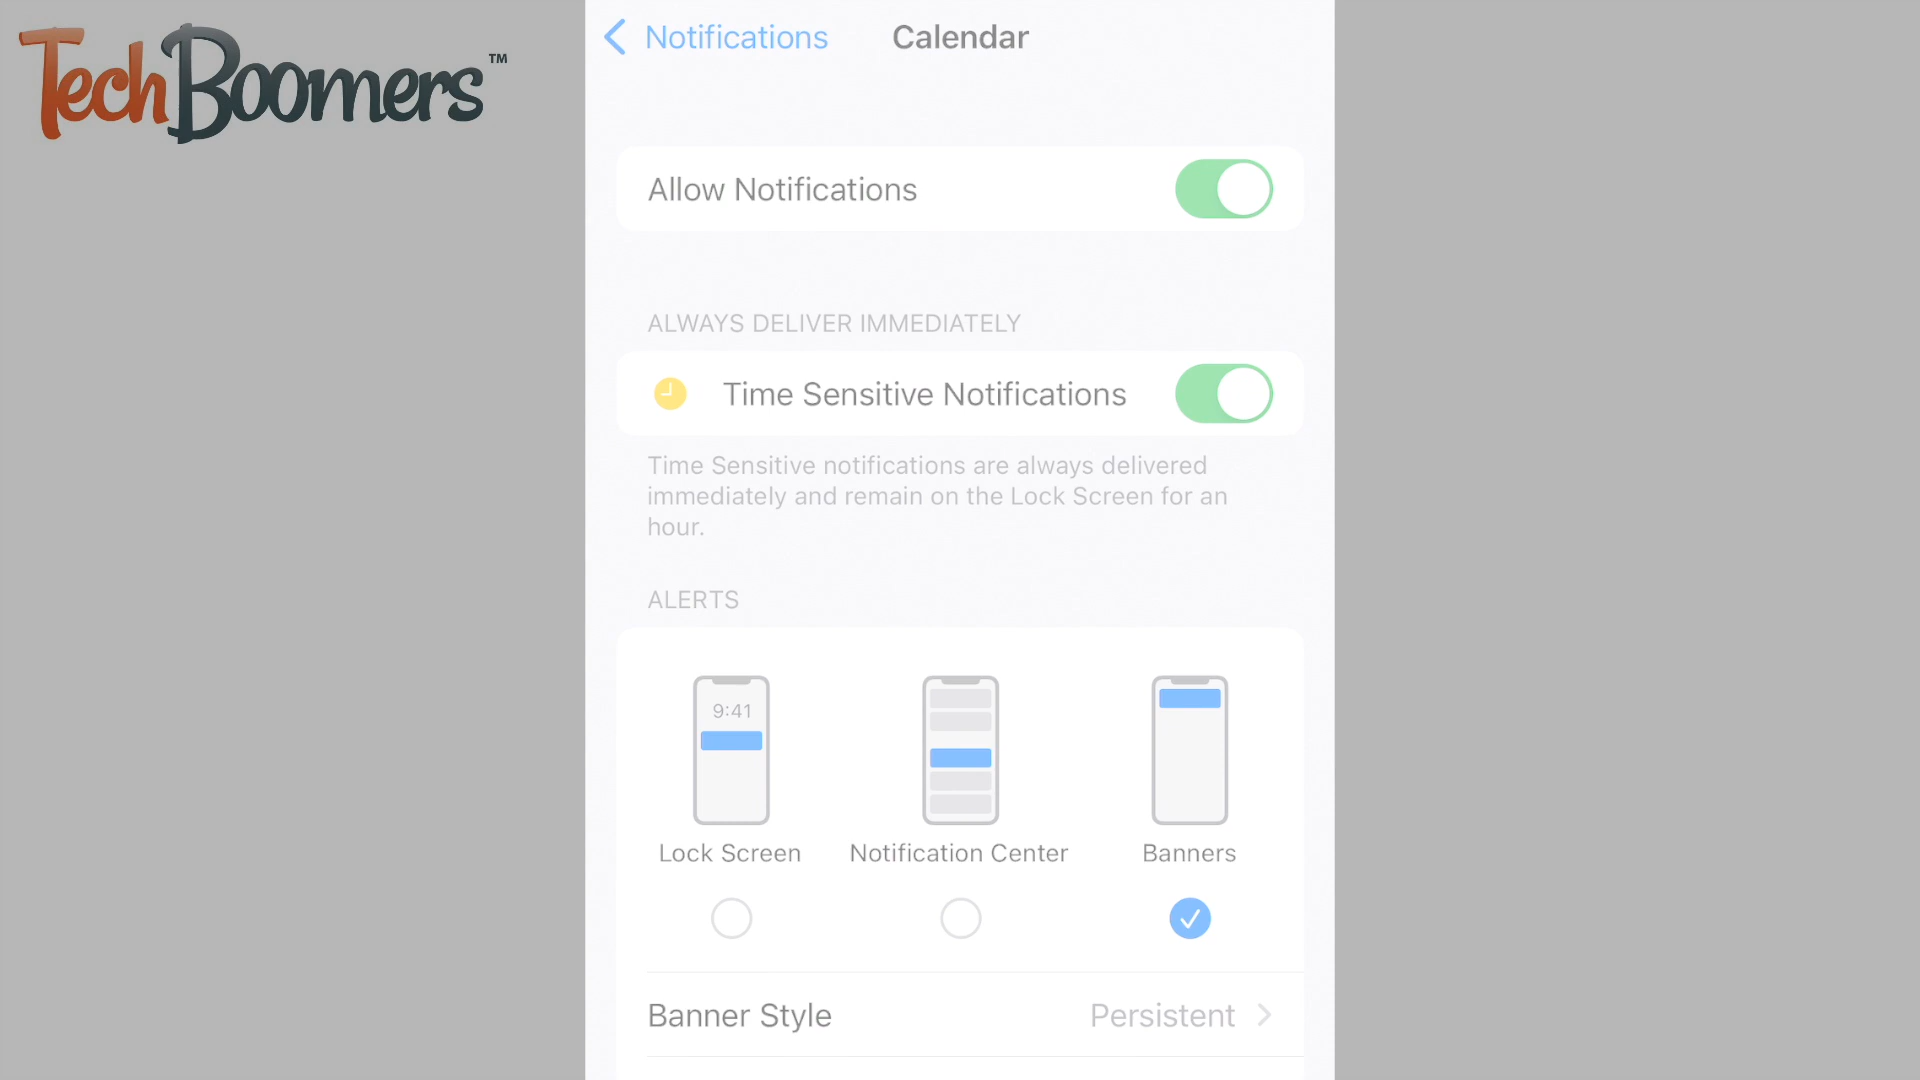 TechBoomers™
Notifications
Calendar
Allow Notifications
ALWAYS DELIVER IMMEDIATELY
Time Sensitive Notifications
Time Sensitive notifications are always delivered
immediately and remain on the Lock Screen for an
hour.
ALERTS
9:41
Lock Screen
Notification Center
Banners
Banner Style
Persistent